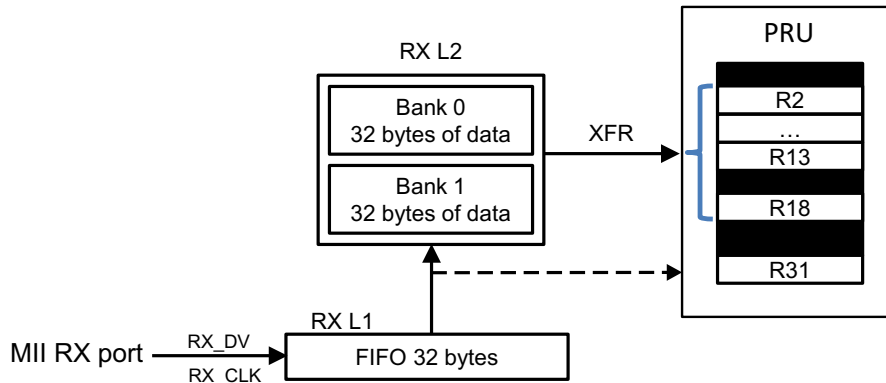 PRU
RX L2
R2
Bank 0
32 bytes of data
…
XFR
R13
Bank 1
32 bytes of data
R18
R31
RX L1
MII RX port
RX_DV
RX_CLK
FIFO 32 bytes